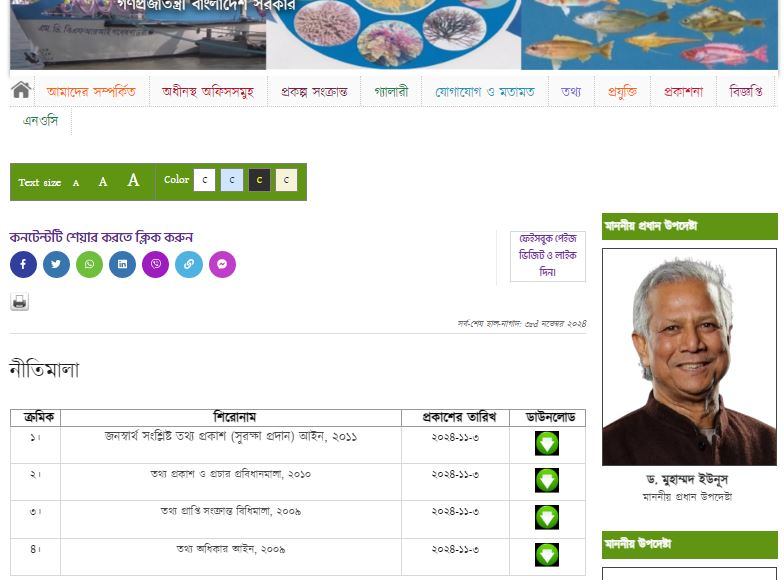 গণপ্রজাতন্ত্রী বাংলাদেশ সরকার
আমাদের সম্পর্কিত অধীনস্থ অফিসসমুহ প্রকল্প সংক্রান্ত গ্যালারী যোগাযোগ ও মতামত তথ্য প্রযুক্তি প্রকাশনা বিজ্ঞপ্তি
এনওসি
Text size A A A Color C C C C
মাননীয় প্রধান উপদেষ্টা
কনটেন্টটি শেয়ার করতে ক্লিক করুন
ফেইসবুক পেইজ
ভিজিট ও লাইক
দিন।
সর্ব-শেষ হাল-নাগাদ: ৩rd নভেম্বর ২০২৪
নীতিমালা
ক্রমিক শিরোনাম প্রকাশের তারিখ ডাউনলোড
১। জনস্বার্থ সংশ্লিষ্ট তথ্য প্রকাশ (সুরক্ষা প্রদান) আইন, ২০১১ ২০২৪-১১-৩
২। তথ্য প্রকাশ ও প্রচার প্রবিধানমালা, ২০১০ ২০২৪-১১-৩
৩। তথ্য প্রাপ্তি সংক্রান্ত বিধিমালা, ২০০৯ ২০২৪-১১-৩
৪। তথ্য অধিকার আইন, ২০০৯ ২০২৪-১১-৩
ড. মুহাম্মদ ইউনূস
মাননীয় প্রধান উপদেষ্টা
মাননীয় উপদেষ্টা